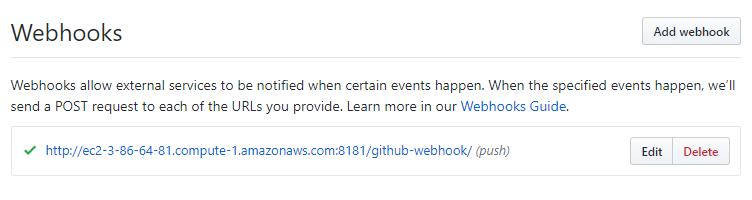 Webhooks
Add webhook
Webhooks allow external services to be notified when certain events happen. When the specified events happen, we'll
send a POST request to each of the URLs you provide. Learn more in our Webhooks Guide.
http://ec2-3-86-64-81.compute-1.amazonaws.com:8181/github-webhook/ (push)
Edit
Delete